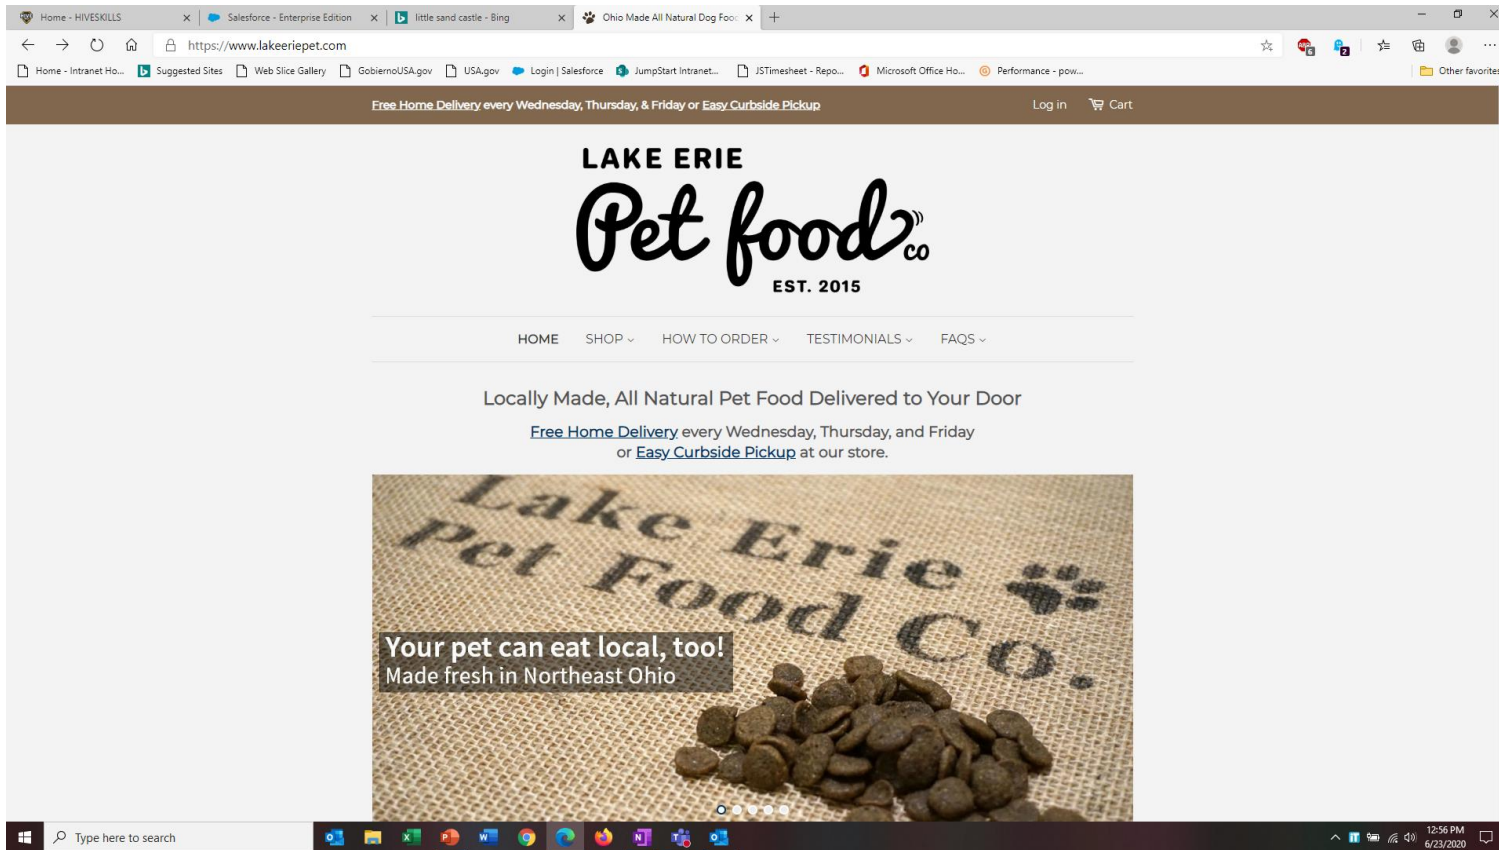 Home - HIVESKILLS
Salesforce - Enterprise Edition
little sand castle - Bing
Ohio Made All Natural Dog Foo
https://www.lakeeriepet.com
ABP
6
2
Home - Intranet Ho...
Suggested Sites
Web Slice Gallery
GobiernoUSA.gov
USA.gov
Login | Salesforce
JumpStart Intranet...
JSTimesheet - Repo...
Microsoft Office Ho...
Performance - pow...
Other favorites
Free Home Delivery every Wednesday, Thursday, & Friday or Easy Curbside Pickup
Log in
Cart
LAKE ERIE
Pet food co
EST. 2015
HOME
SHOP
HOW TO ORDER
TESTIMONIALS
FAQS
Locally Made, All Natural Pet Food Delivered to Your Door
Free Home Delivery every Wednesday, Thursday, and Friday
or Easy Curbside Pickup at our store.
Lake Erie
Pet Food Co.
Your pet can eat local, too!
Made fresh in Northeast Ohio
Type here to search
12:56 PM
6/23/2020